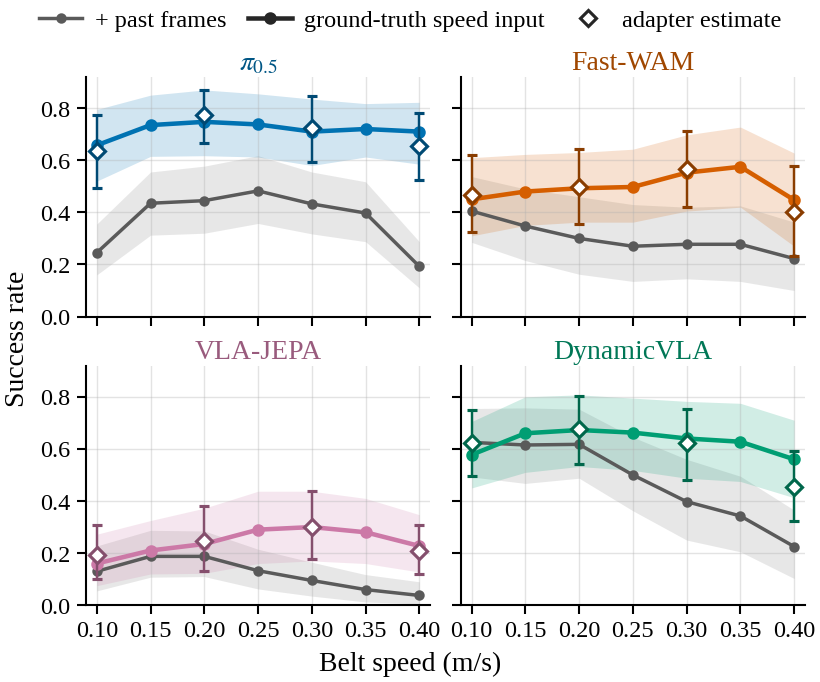 + past frames ground-truth speed input adapter estimate
π0.5 Fast-WAM
0.8
0.6
0.4
0.2
0.0
VLA-JEPA DynamicVLA
0.8
0.6
0.4
0.2
0.0
0.10 0.15 0.20 0.25 0.30 0.35 0.40 0.10 0.15 0.20 0.25 0.30 0.35 0.40
Success rate
Belt speed (m/s)